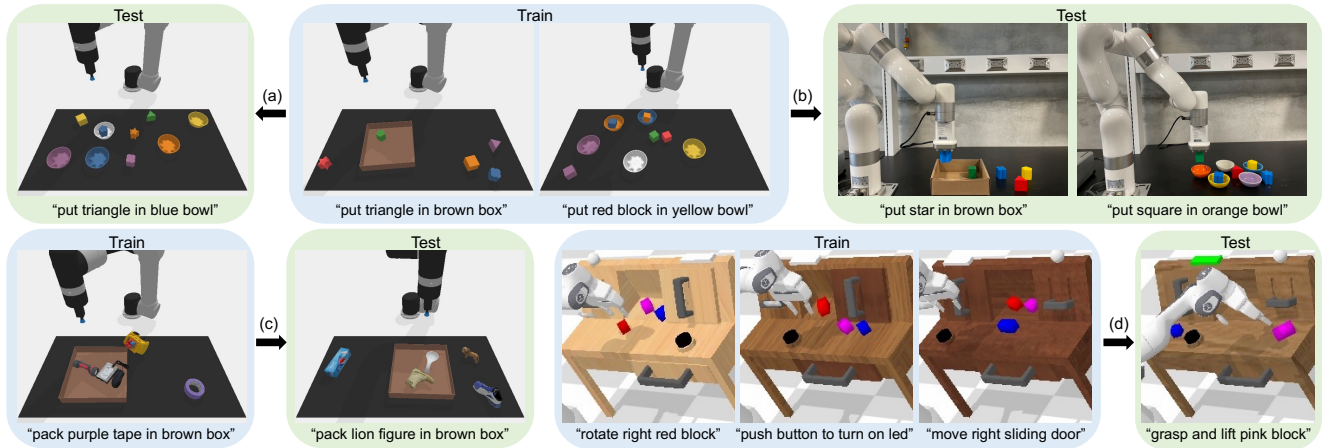 Test
Train
Test
(a)
(b)
"put triangle in blue bowl"
"put triangle in brown box"
"put red block in yellow bowl"
"put star in brown box"
"put square in orange bowl"
Train
Test
Train
Test
(c)
(d)
"pack purple tape in brown box"
"pack lion figure in brown box"
"rotate right red block"
"push button to turn on led"
"move right sliding door"
"grasp and lift pink block"